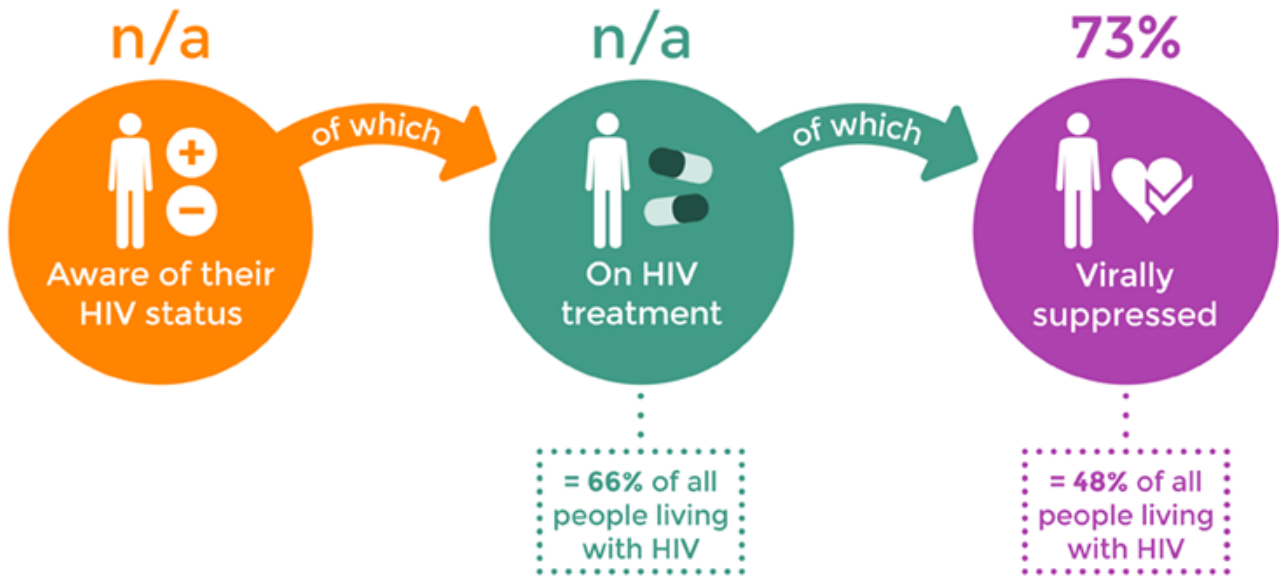 n/a
of which
Aware of their
HIV status
n/a
of which
On HIV
treatment
= 66% of all
people living
with HIV
73%
Virally
suppressed
= 48% of all
people living
with HIV